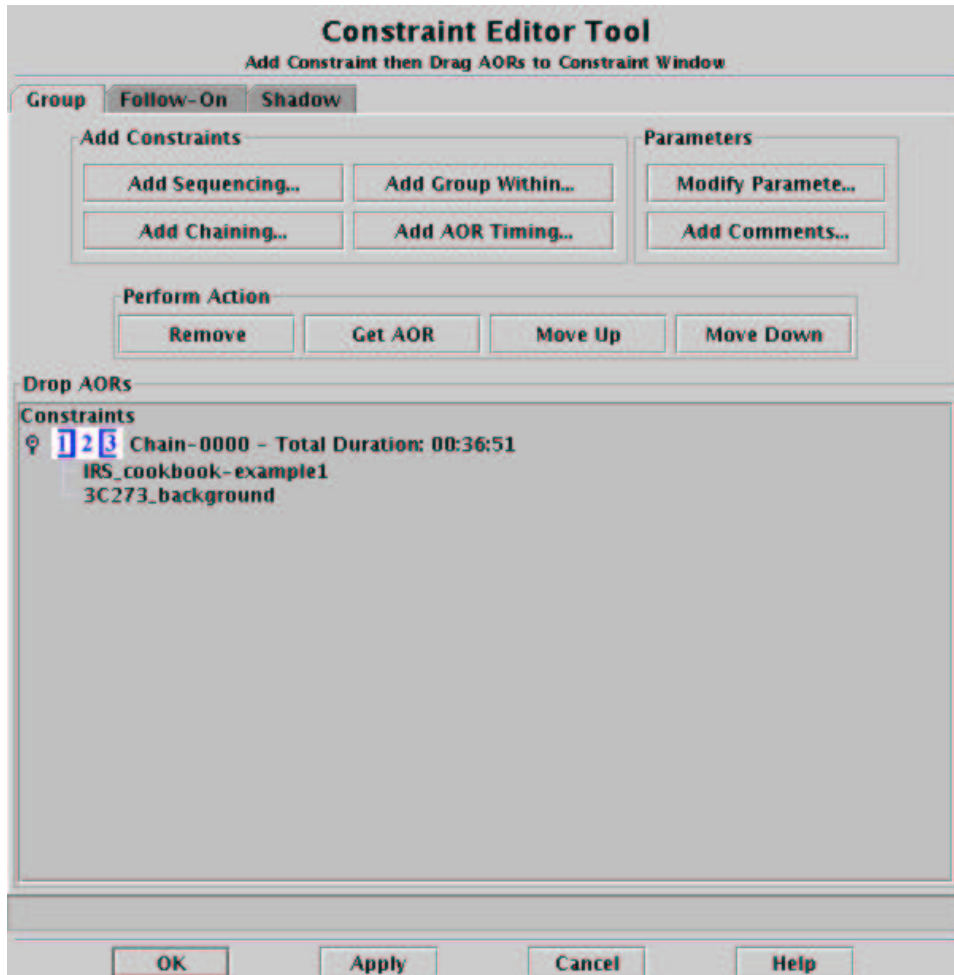 Constraint Editor Tool
Add Constraint then Drag AORs to Constraint Window
Group Follow-On Shadow
Add Constraints Parameters
Add Sequencing... Add Group Within... Modify Paramete...
Add Chaining... Add AOR Timing... Add Comments...
Perform Action
Remove Get AOR Move Up Move Down
Drop AORs
Constraints
1 2 3 Chain-0000 - Total Duration: 00:36:51
IRS_cookbook-example1
3C273_background
OK Apply Cancel Help